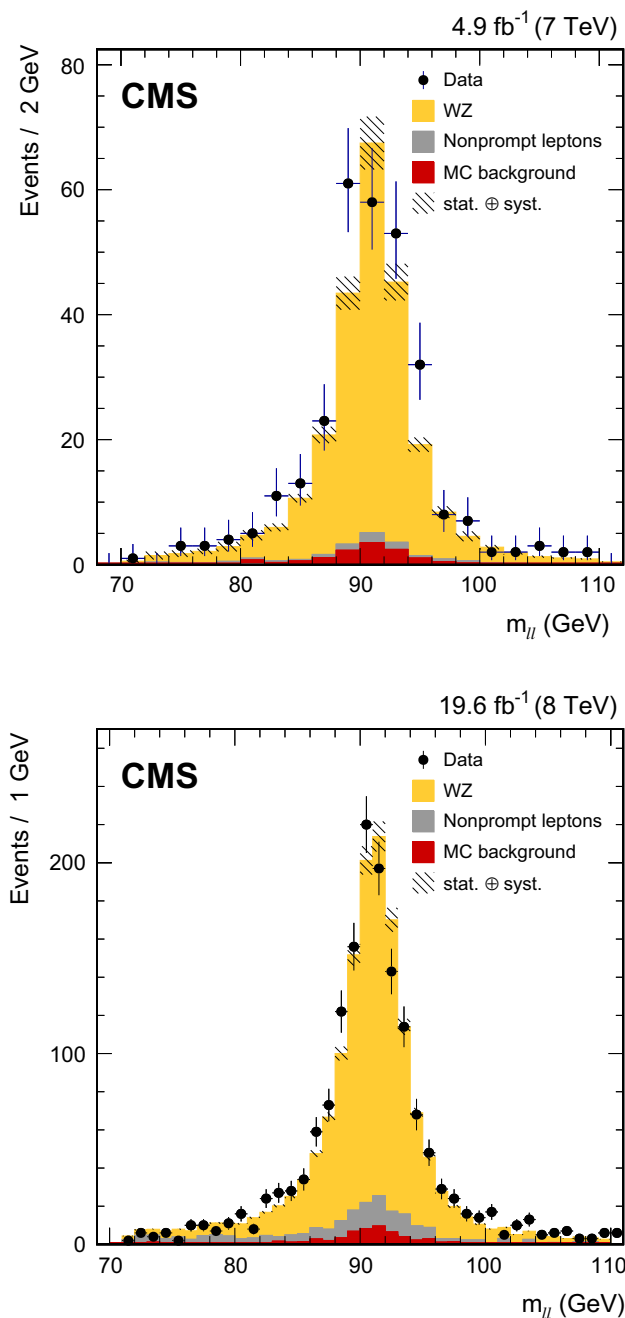 4.9 fb⁻¹ (7 TeV)
80
CMS
Data
WZ
Nonprompt leptons
MC background
stat. ⊕ syst.
Events / 2 GeV
60
40
20
0
70 80 90 100 110
m_ll (GeV)
19.6 fb⁻¹ (8 TeV)
CMS
Data
WZ
Nonprompt leptons
MC background
stat. ⊕ syst.
Events / 1 GeV
200
100
0
70 80 90 100 110
m_ll (GeV)